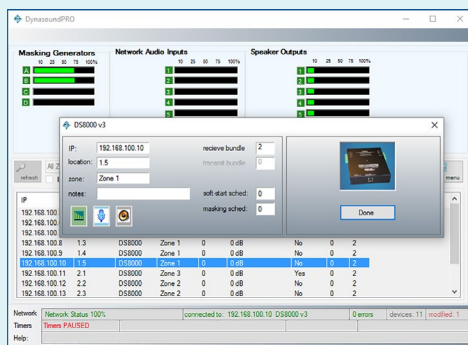 DynasoundPRO
Masking Generators Network Audio Inputs Speaker Outputs
10 25 50 75 100% 10 25 50 75 100% 10 25 50 75 100%
A 1 1
B 2 2
C 3 3
D 4 4
5 5
DS8000 v3
IP: 192.168.100.10 recieve bundle 2
location: 1.5 transmit bundle 0
zone: Zone 1
notes: soft-start sched: 0
masking sched: 0
Done
refresh All menu
IP
192.168.100.
192.168.100.
192.168.100.8 1.3 DS8000 Zone 1 0 0 dB No 0 2
192.168.100.9 1.4 DS8000 Zone 1 0 0 dB No 0 2
192.168.100.10 1.5 DS8000 Zone 1 0 0 dB No 0 2
192.168.100.11 2.1 DS8000 Zone 3 0 0 dB Yes 0 2
192.168.100.12 2.2 DS8000 Zone 2 0 0 dB No 0 2
192.168.100.13 2.3 DS8000 Zone 2 0 0 dB No 0 2
Network Network Status 100% connected to: 192.168.100.10 DS8000 v3 0 errors devices: 11 modified: 1
Timers Timers PAUSED
Help: